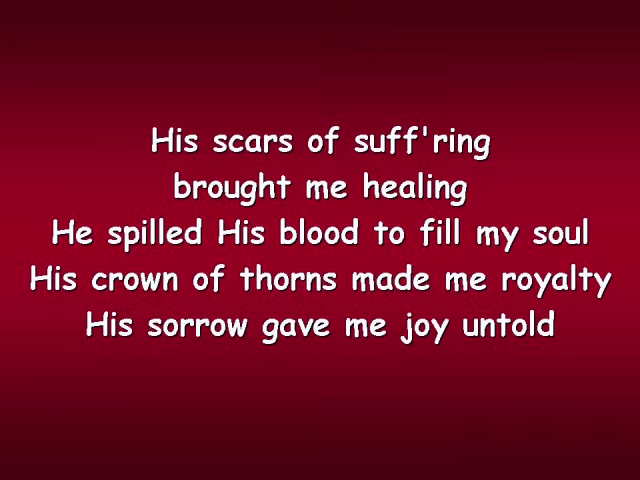 His scars of suff'ring
brought me healing
He spilled His blood to fill my soul
His crown of thorns made me royalty
His sorrow gave me joy untold